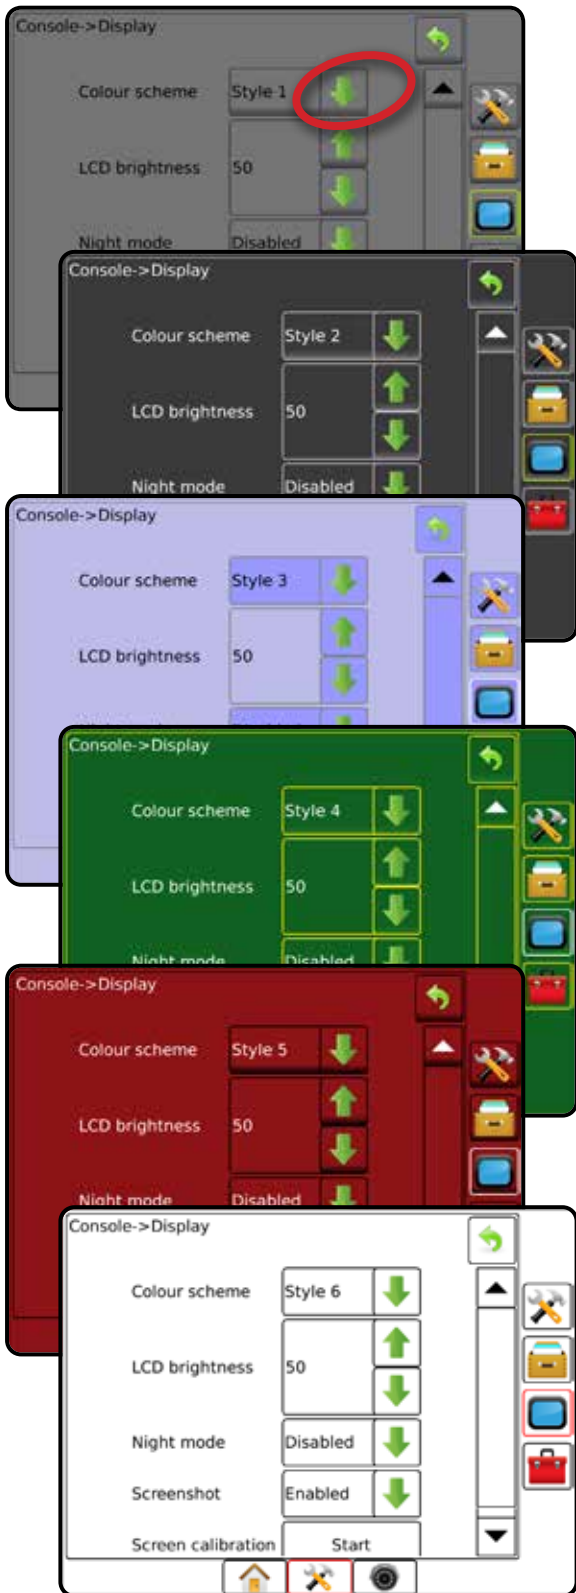 Console->Display
Colour scheme Style 1
LCD brightness 50
Night mode Disabled
Console->Display
Colour scheme Style 2
LCD brightness 50
Night mode Disabled
Console->Display
Colour scheme Style 3
LCD brightness 50
Console->Display
Colour scheme Style 4
LCD brightness 50
Night mode Disabled
Console->Display
Colour scheme Style 5
LCD brightness 50
Night mode Disabled
Console->Display
Colour scheme Style 6
LCD brightness 50
Night mode Disabled
Screenshot Enabled
Screen calibration Start